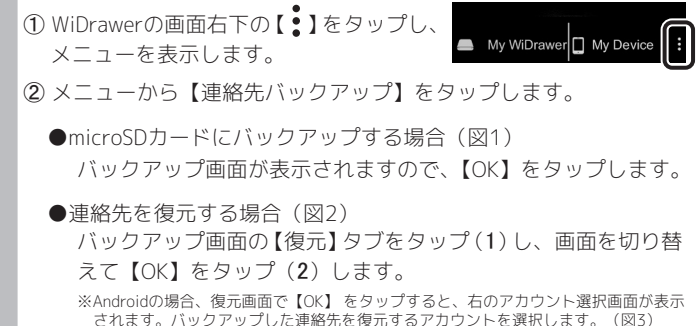 ① WiDrawerの画面右下の【⋮】をタップし、
メニューを表示します。
My WiDrawer My Device
② メニューから【連絡先バックアップ】をタップします。
●microSDカードにバックアップする場合（図1）
バックアップ画面が表示されますので、【OK】をタップします。
●連絡先を復元する場合（図2）
バックアップ画面の【復元】タブをタップ（1）し、画面を切り替
えて【OK】をタップ（2）します。
※Androidの場合、復元画面で【OK】 をタップすると、右のアカウント選択画面が表示
されます。バックアップした連絡先を復元するアカウントを選択します。（図3）